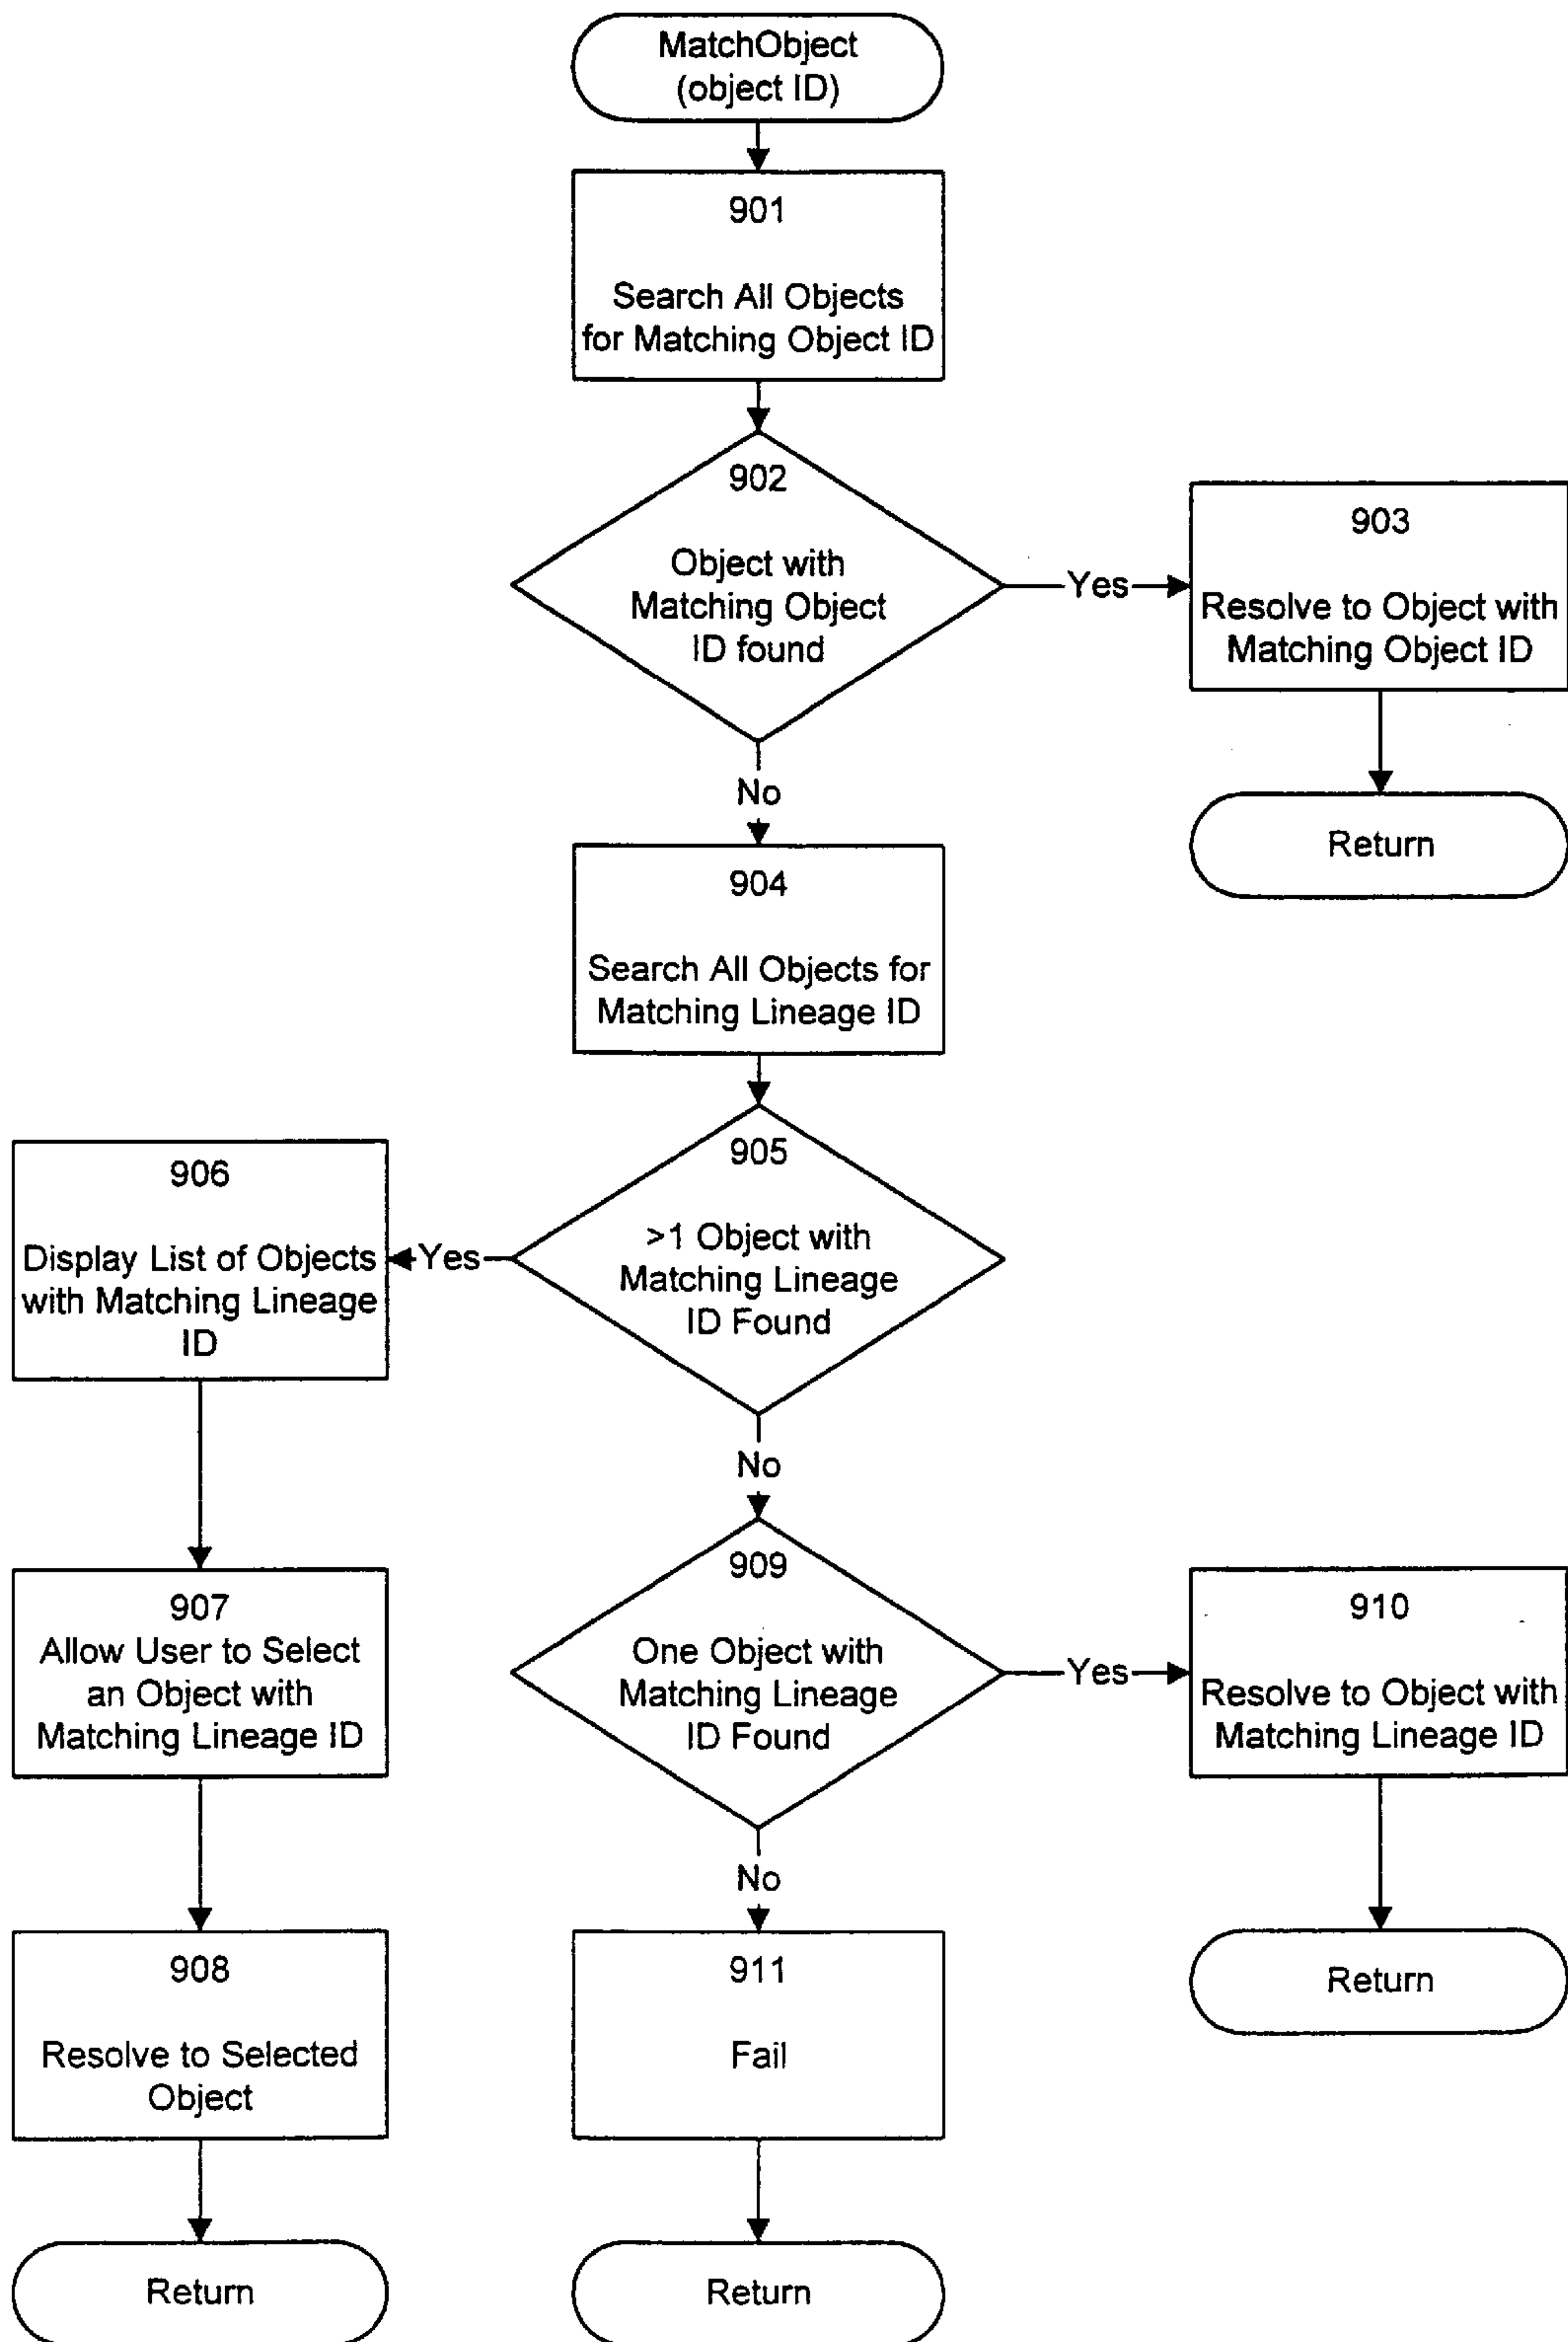 MatchObject
(object ID)
901
Search All Objects
for Matching Object ID
902
Object with
Matching Object
ID found
Yes
903
Resolve to Object with
Matching Object ID
Return
No
904
Search All Objects for
Matching Lineage ID
905
>1 Object with
Matching Lineage
ID Found
Yes
906
Display List of Objects
with Matching Lineage
ID
907
Allow User to Select
an Object with
Matching Lineage ID
908
Resolve to Selected
Object
Return
No
909
One Object with
Matching Lineage
ID Found
Yes
910
Resolve to Object with
Matching Lineage ID
Return
No
911
Fail
Return